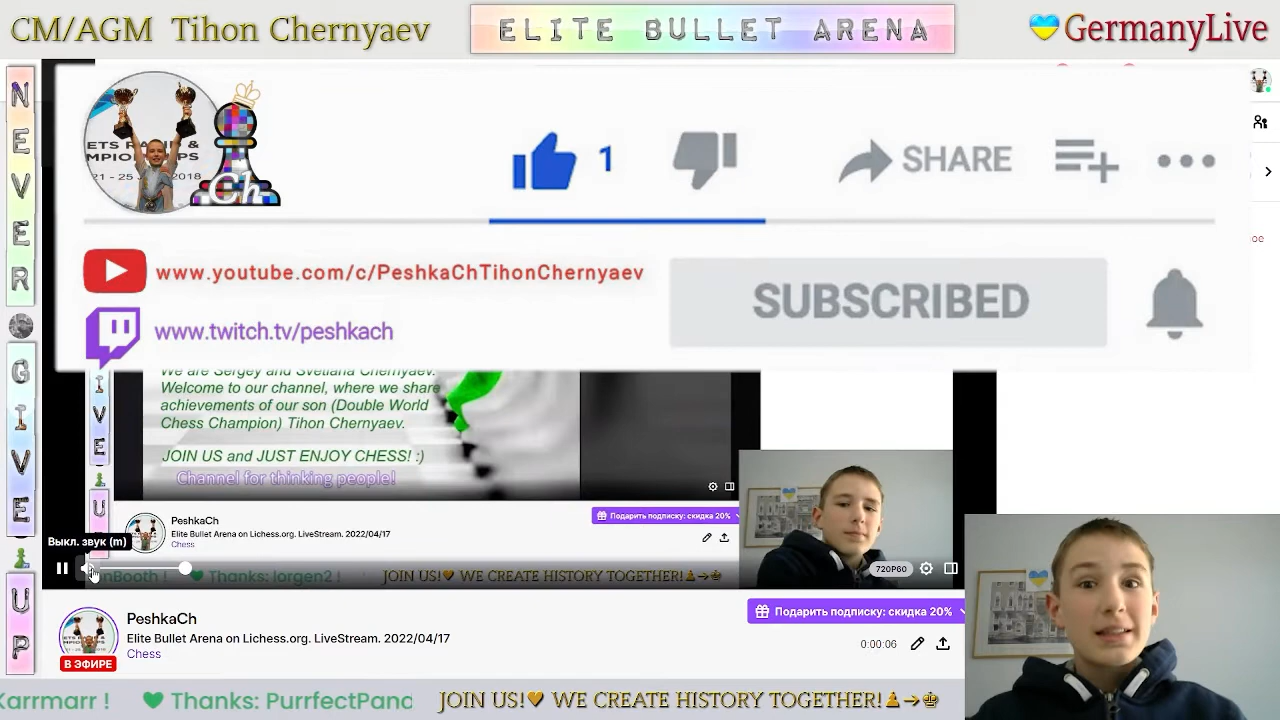 CM/AGM Tihon Chernyaev
ELITE BULLET ARENA
GermanyLive
NEVER
GIVE
UP
ETS RAPID &
MPIONSHIPS
21 - 25 2018
Ch
1
SHARE
www.youtube.com/c/PeshkaChTihonChernyaev
SUBSCRIBED
www.twitch.tv/peshkach
We are Sergey and Svetlana Chernyaev.
Welcome to our channel, where we share
achievements of our son (Double World
Chess Champion) Tihon Chernyaev.
JOIN US and JUST ENJOY CHESS! :)
Channel for thinking people!
IVE
U
PeshkaCh
Подарить подписку: скидка 20%
Elite Bullet Arena on Lichess.org. LiveStream. 2022/04/17
Chess
Выкл. звук (m)
nBooth ! Thanks: lorgen2 ! JOIN US! WE CREATE HISTORY TOGETHER!
720P60
PeshkaCh
Подарить подписку: скидка 20%
Elite Bullet Arena on Lichess.org. LiveStream. 2022/04/17
0:00:06
Chess
В ЭФИРЕ
Karrmarr ! Thanks: PurrfectPanc JOIN US! WE CREATE HISTORY TOGETHER!